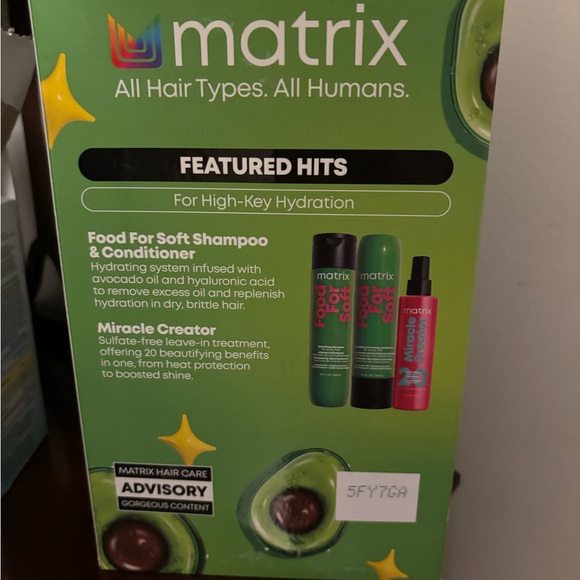 matrix
All Hair Types. All Humans.
FEATURED HITS
For High-Key Hydration
Food For Soft Shampoo
& Conditioner
Hydrating system infused with
avocado oil and hyaluronic acid
to remove excess oil and replenish
hydration in dry, brittle hair.
Miracle Creator
Sulfate-free leave-in treatment,
offering 20 beautifying benefits
in one, from heat protection
to boosted shine.
matrix
Food
For
Soft
matrix
Food
For
Soft
matrix
Miracle
Creator
20
MATRIX HAIR CARE
ADVISORY
GORGEOUS CONTENT
5FY7GA